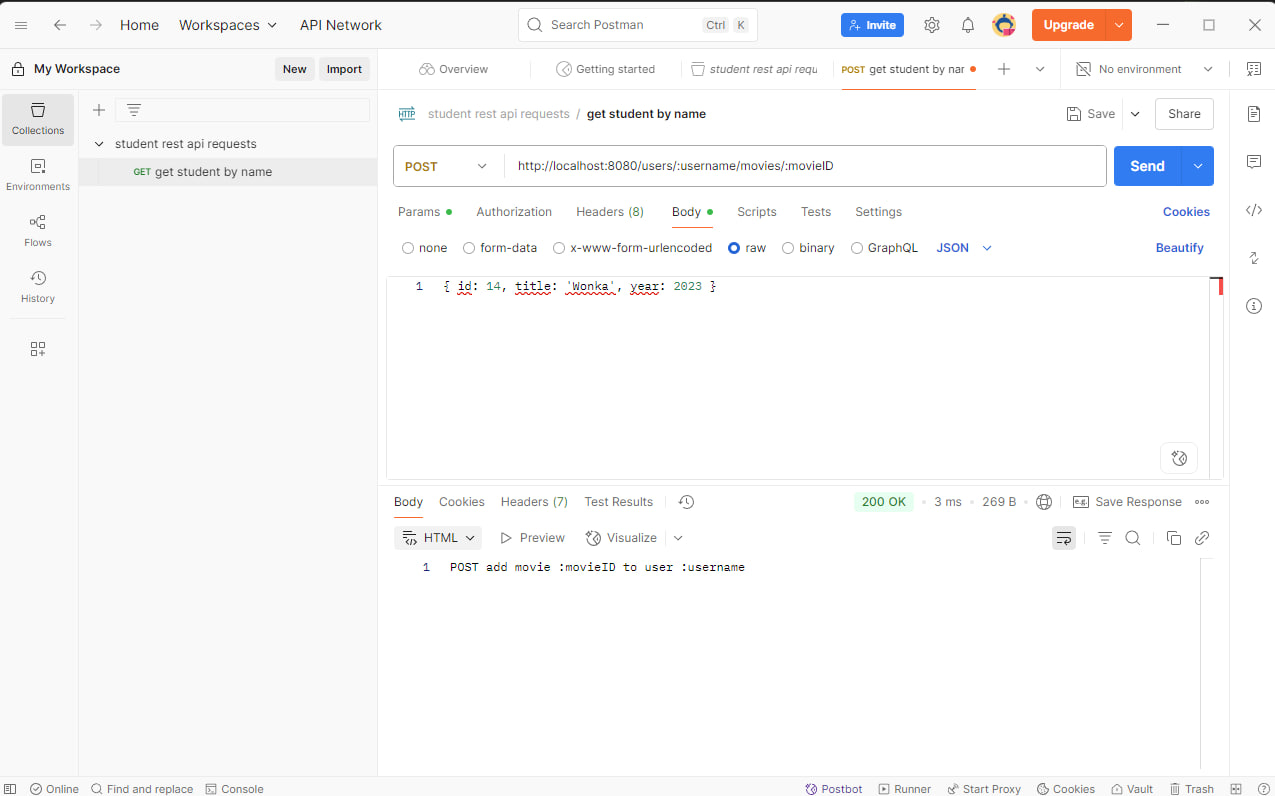 Home Workspaces API Network Search Postman Ctrl K Invite Upgrade
My Workspace New Import Overview Getting started student rest api requ POST get student by nar No environment
Collections
Environments
Flows
History
student rest api requests
GET get student by name
HTTP student rest api requests / get student by name Save Share
POST http://localhost:8080/users/:username/movies/:movieID Send
Params Authorization Headers (8) Body Scripts Tests Settings Cookies
none form-data x-www-form-urlencoded raw binary GraphQL JSON Beautify
1 { id: 14, title: 'Wonka', year: 2023 }
Body Cookies Headers (7) Test Results 200 OK • 3 ms • 269 B • e.g. Save Response
HTML Preview Visualize
1 POST add movie :movieID to user :username
Online Find and replace Console Postbot Runner Start Proxy Cookies Vault Trash